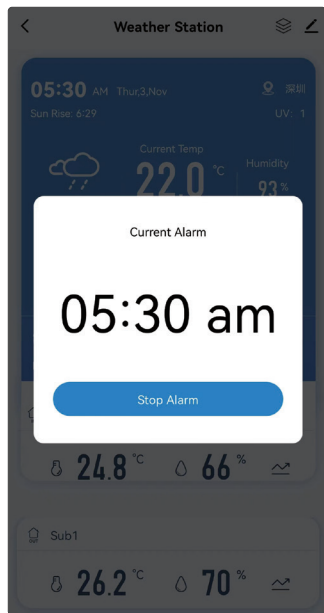 Weather Station
05:30 AM Thur.3,Nov
深圳
Sun Rise: 6:29
UV: 1
Current Temp
22.0 °C
Humidity
93 %
Current Alarm
05:30 am
Stop Alarm
24.8 °C 66 %
Sub1
26.2 °C 70 %